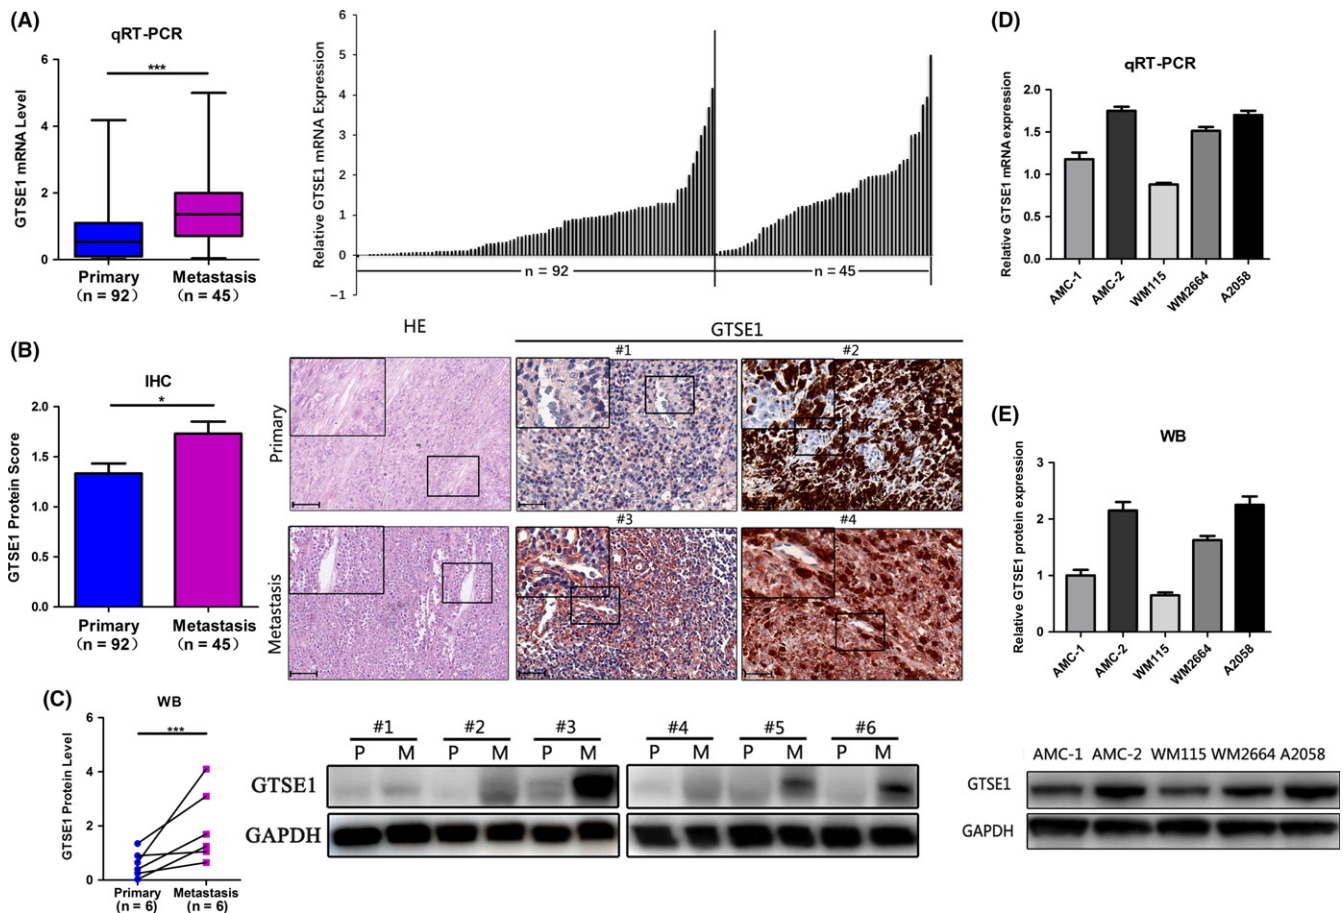 (A)
qRT-PCR
GTSE1 mRNA Level
6
4
2
0
***
Primary
(n = 92)
Metastasis
(n = 45)
Relative GTSE1 mRNA Expression
6
5
4
3
2
1
0
−1
n = 92
n = 45
(D)
qRT-PCR
Relative GTSE1 mRNA expression
2.0
1.5
1.0
0.5
0.0
AMC-1
AMC-2
WM115
WM2664
A2058
(B)
IHC
GTSE1 Protein Score
2.0
1.5
1.0
0.5
0.0
*
Primary
(n = 92)
Metastasis
(n = 45)
HE
GTSE1
#1
#2
Primary
#3
#4
Metastasis
(E)
WB
Relative GTSE1 protein expression
3
2
1
0
AMC-1
AMC-2
WM115
WM2664
A2058
(C)
WB
GTSE1 Protein Level
6
4
2
0
***
Primary
(n = 6)
Metastasis
(n = 6)
#1 #2 #3 #4 #5 #6
P M P M P M P M P M P M
GTSE1
GAPDH
AMC-1 AMC-2 WM115 WM2664 A2058
GTSE1
GAPDH